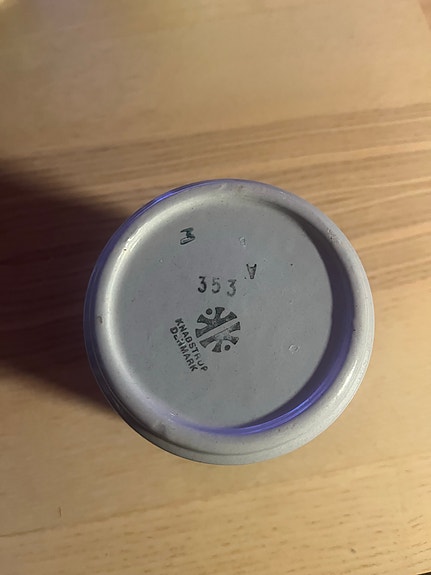 M
A
353
KNABSTRUP
DENMARK